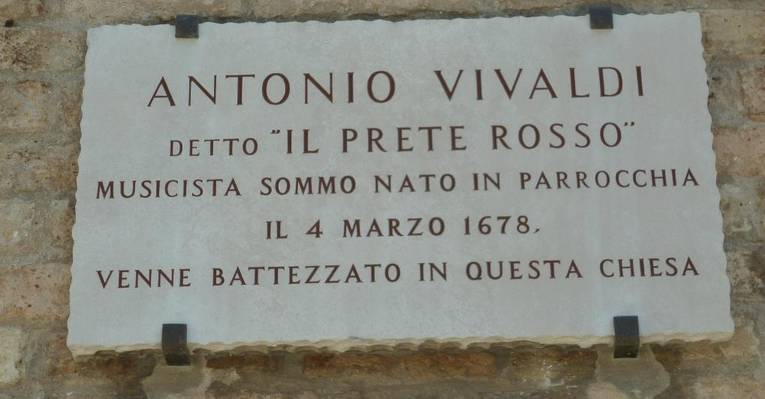 ANTONIO VIVALDI
DETTO "IL PRETE ROSSO"
MUSICISTA SOMMO NATO IN PARROCCHIA
IL 4 MARZO 1678,
VENNE BATTEZZATO IN QUESTA CHIESA